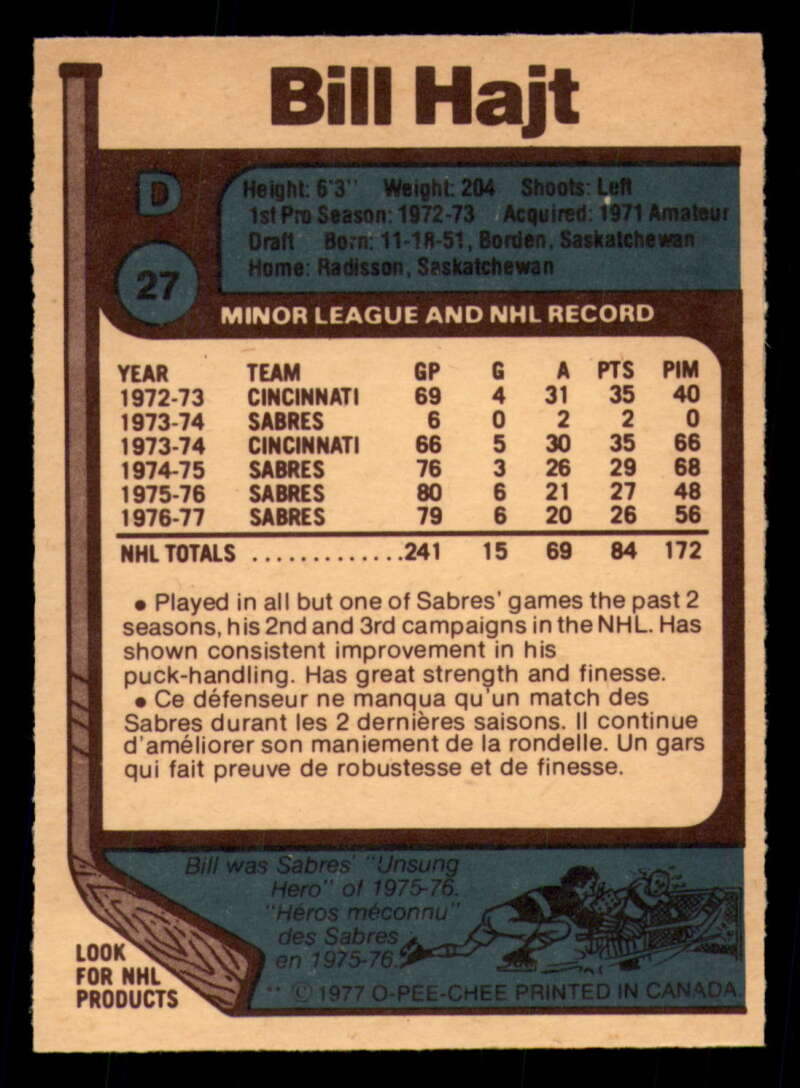 Bill Hajt
D
Height: 6'3" Weight: 204 Shoots: Left
1st Pro Season: 1972-73 Acquired: 1971 Amateur
Draft Born: 11-18-51, Borden, Saskatchewan
Home: Radisson, Saskatchewan
27
MINOR LEAGUE AND NHL RECORD
YEAR TEAM GP G A PTS PIM
1972-73 CINCINNATI 69 4 31 35 40
1973-74 SABRES 6 0 2 2 0
1973-74 CINCINNATI 66 5 30 35 66
1974-75 SABRES 76 3 26 29 68
1975-76 SABRES 80 6 21 27 48
1976-77 SABRES 79 6 20 26 56
NHL TOTALS .............241 15 69 84 172
• Played in all but one of Sabres' games the past 2
seasons, his 2nd and 3rd campaigns in the NHL. Has
shown consistent improvement in his
puck-handling. Has great strength and finesse.
• Ce défenseur ne manqua qu'un match des
Sabres durant les 2 dernières saisons. Il continue
d'améliorer son maniement de la rondelle. Un gars
qui fait preuve de robustesse et de finesse.
Bill was Sabres' "Unsung
Hero" of 1975-76.
"Héros méconnu"
des Sabres
en 1975-76.
LOOK
FOR NHL
PRODUCTS
** © 1977 O-PEE-CHEE PRINTED IN CANADA.